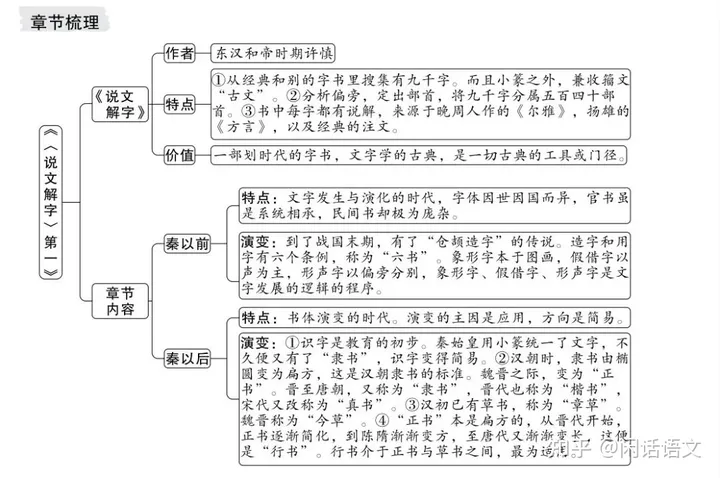 章节梳理
《〈说文解字〉第一》
《说文
解字》
作者
东汉和帝时期许慎
特点
①从经典和别的字书里搜集有九千字。而且小篆之外，兼收籀文
“古文”。②分析偏旁，定出部首，将九千字分属五百四十部
首。③书中每字都有说解，来源于晚周人作的《尔雅》，扬雄的
《方言》，以及经典的注文。
价值
一部划时代的字书，文字学的古典，是一切古典的工具或门径。
章节
内容
秦以前
特点：文字发生与演化的时代，字体因世因国而异，官书虽
是系统相承，民间书却极为庞杂。
演变：到了战国末期，有了“仓颉造字”的传说。造字和用
字有六个条例，称为“六书”。象形字本于图画，假借字以
声为主，形声字以偏旁分别，象形字、假借字、形声字是文
字发展的逻辑的程序。
秦以后
特点：书体演变的时代。演变的主因是应用，方向是简易。
演变：①识字是教育的初步。秦始皇用小篆统一了文字，不
久便又有了“隶书”，识字变得简易。②汉朝时，隶书由椭
圆变为扁方，这是汉朝隶书的标准。魏晋之际，变为“正
书”。晋至唐朝，又称为“隶书”，晋代也称为“楷书”，
宋代又改称为“真书”。③汉初已有草书，称为“章草”。
魏晋称为“今草”。④“正书”本是扁方的，从晋代开始，
正书逐渐简化，到陈隋渐渐变方，至唐代又渐渐变长，这便
是“行书”。行书介于正书与草书之间，最为适用。
知乎 @闲话语文